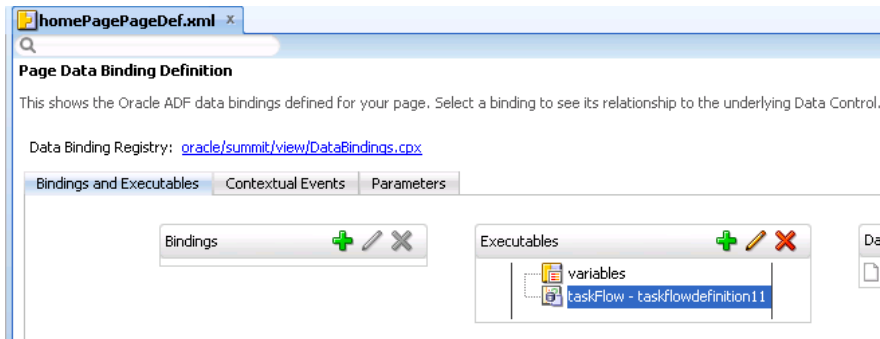 homePagePageDef.xml
Page Data Binding Definition
This shows the Oracle ADF data bindings defined for your page. Select a binding to see its relationship to the underlying Data Control.
Data Binding Registry: oracle/summit/view/DataBindings.cpx
Bindings and Executables Contextual Events Parameters
Bindings Executables Da
variables
taskFlow - taskflowdefinition11